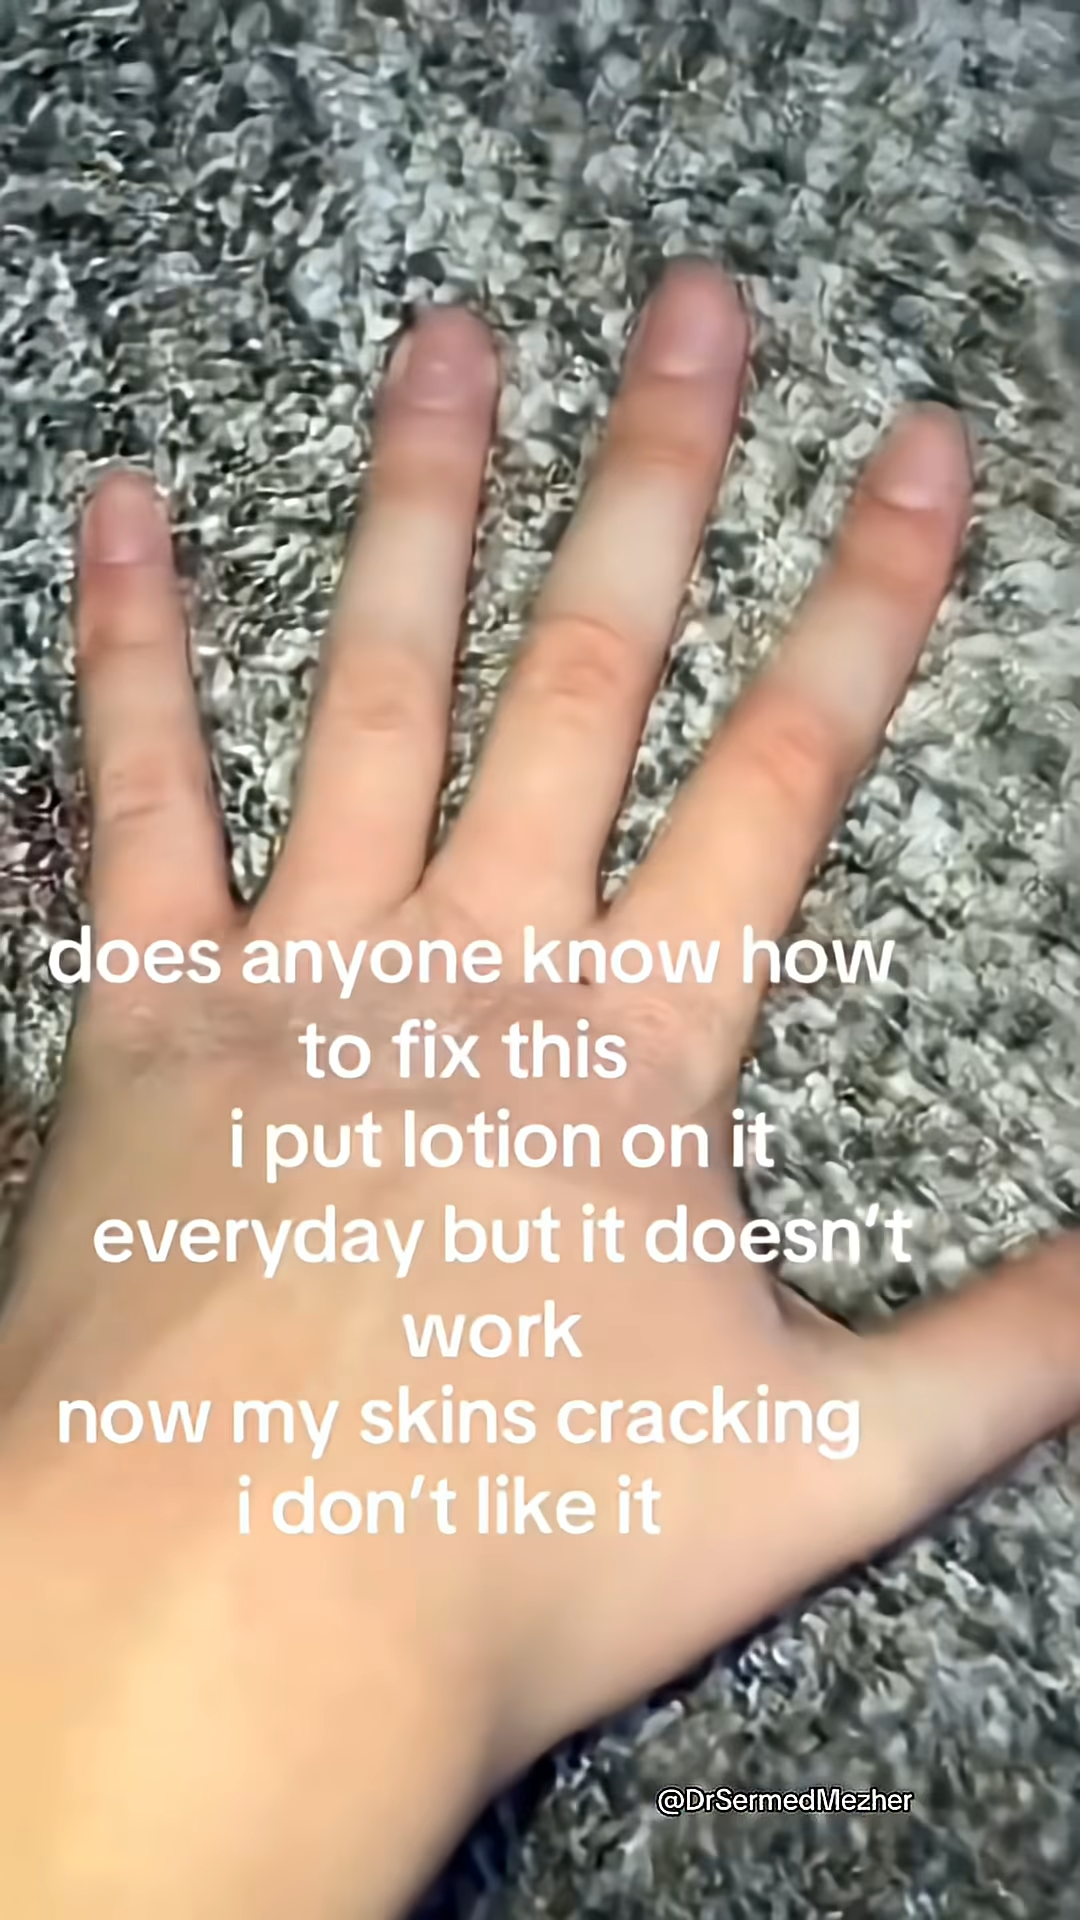 does anyone know how
to fix this
i put lotion on it
everyday but it doesn’t
work
now my skins cracking
i don’t like it
@DrSermedMezher